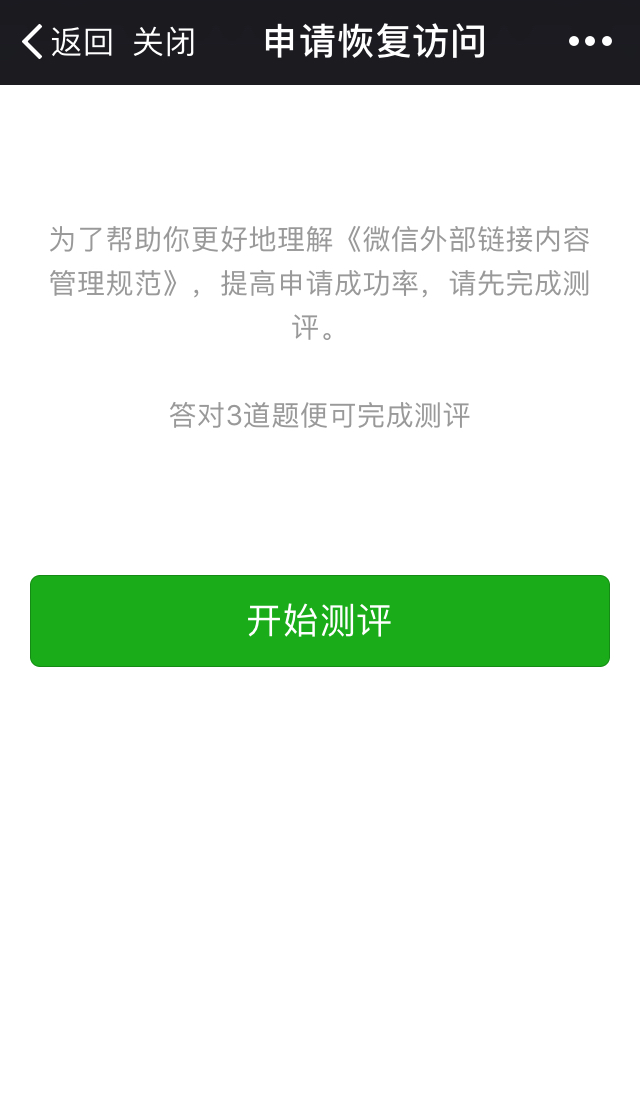 返回 关闭 申请恢复访问
为了帮助你更好地理解《微信外部链接内容
管理规范》，提高申请成功率，请先完成测
评。
答对3道题便可完成测评
开始测评